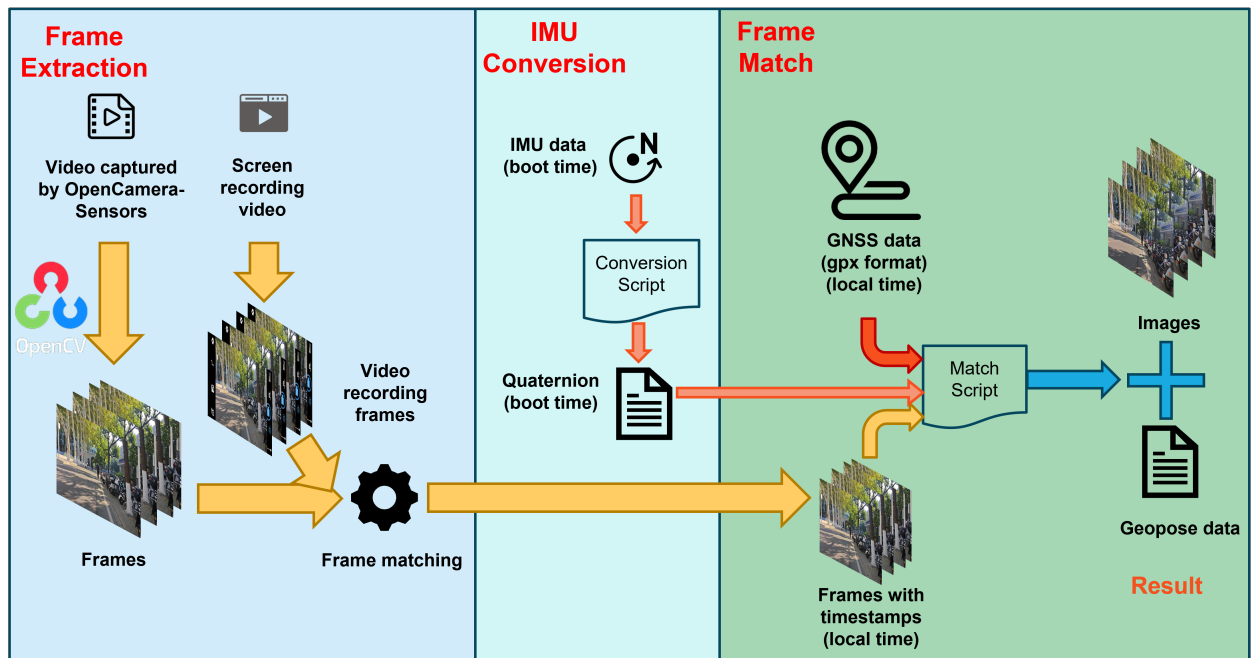 Frame
Extraction
Video captured
by OpenCamera-
Sensors
Screen
recording
video
OpenCV
Video
recording
frames
Frames
Frame matching
IMU
Conversion
IMU data
(boot time)
N
Conversion
Script
Quaternion
(boot time)
Frame
Match
GNSS data
(gpx format)
(local time)
Match
Script
Frames with
timestamps
(local time)
Images
Geopose data
Result